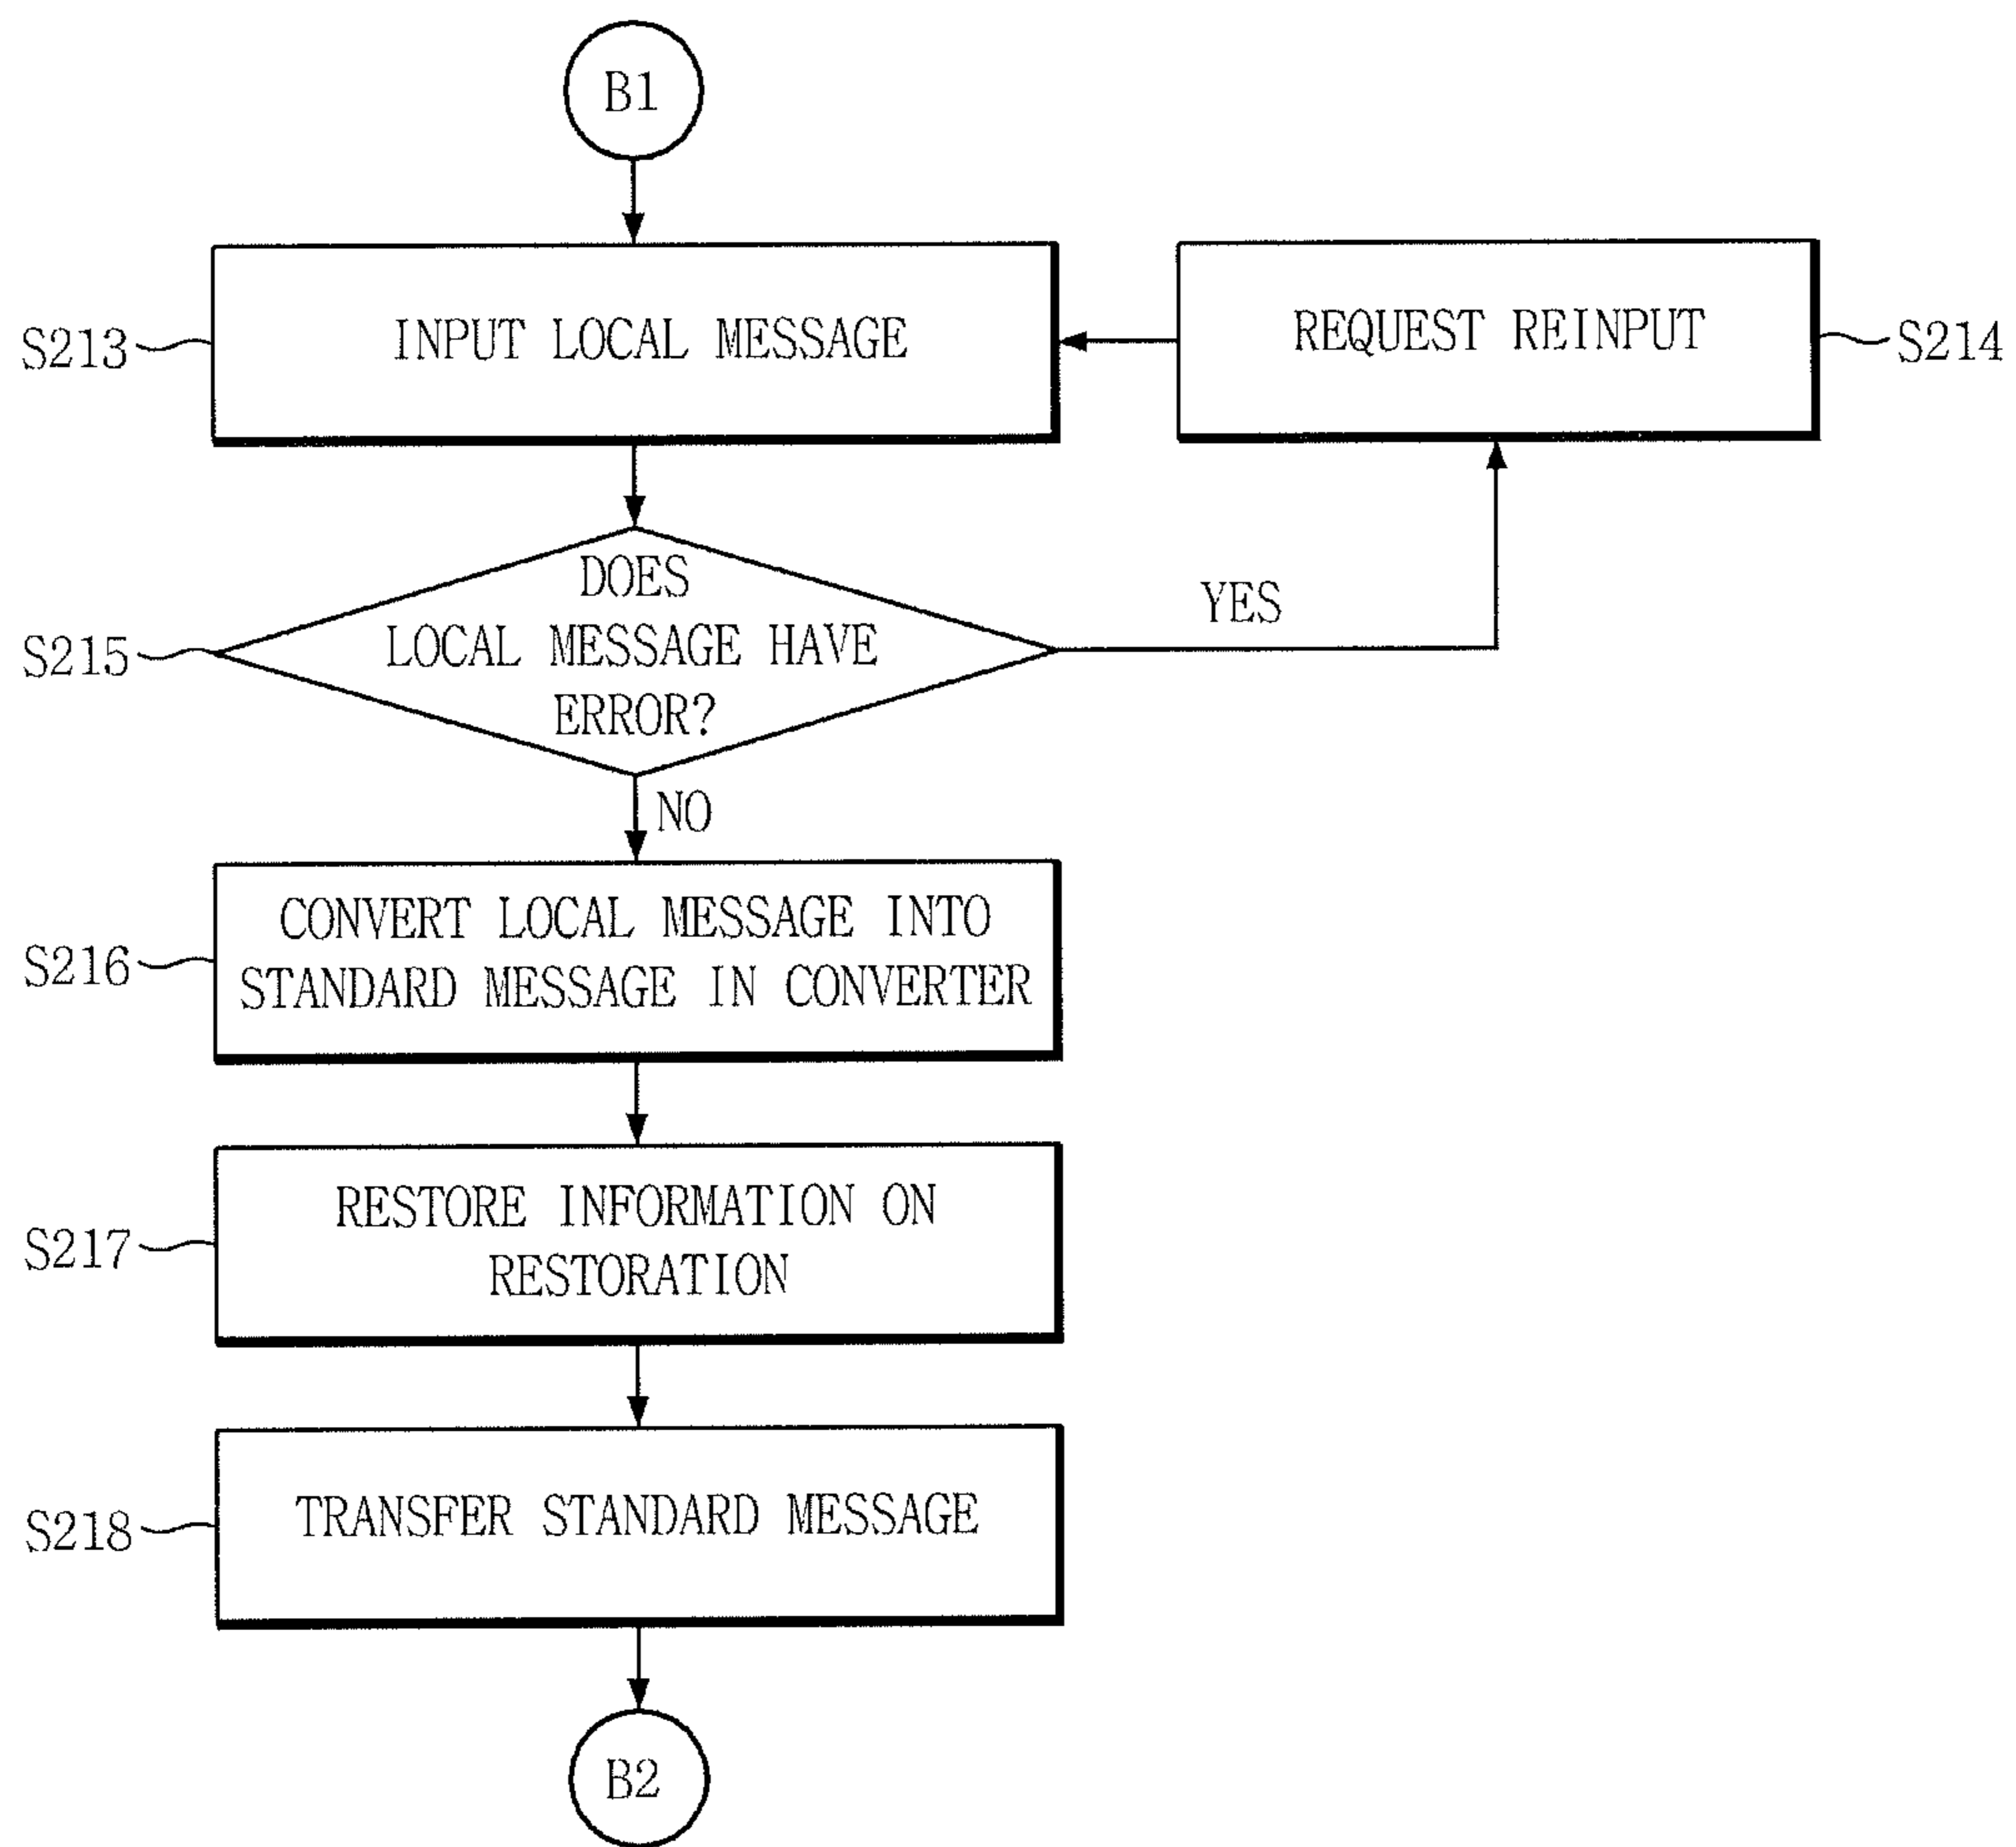 B1
S213
INPUT LOCAL MESSAGE
REQUEST REINPUT
S214
S215
DOES
LOCAL MESSAGE HAVE
ERROR?
YES
NO
S216
CONVERT LOCAL MESSAGE INTO
STANDARD MESSAGE IN CONVERTER
S217
RESTORE INFORMATION ON
RESTORATION
S218
TRANSFER STANDARD MESSAGE
B2